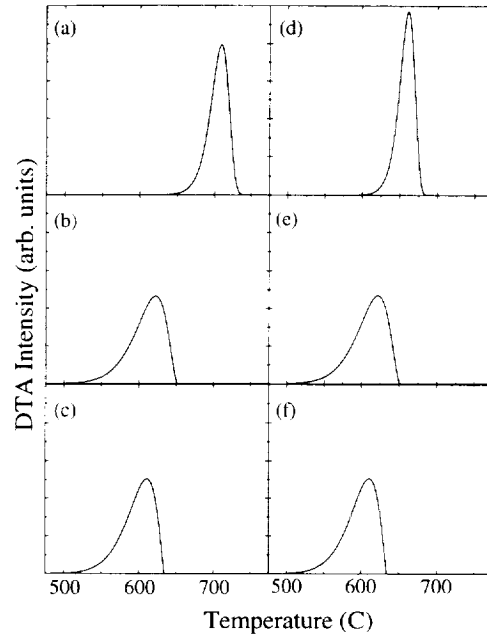 (a)
(d)
(b)
(e)
(c)
(f)
DTA Intensity (arb. units)
500 600 700 500 600 700
Temperature (C)